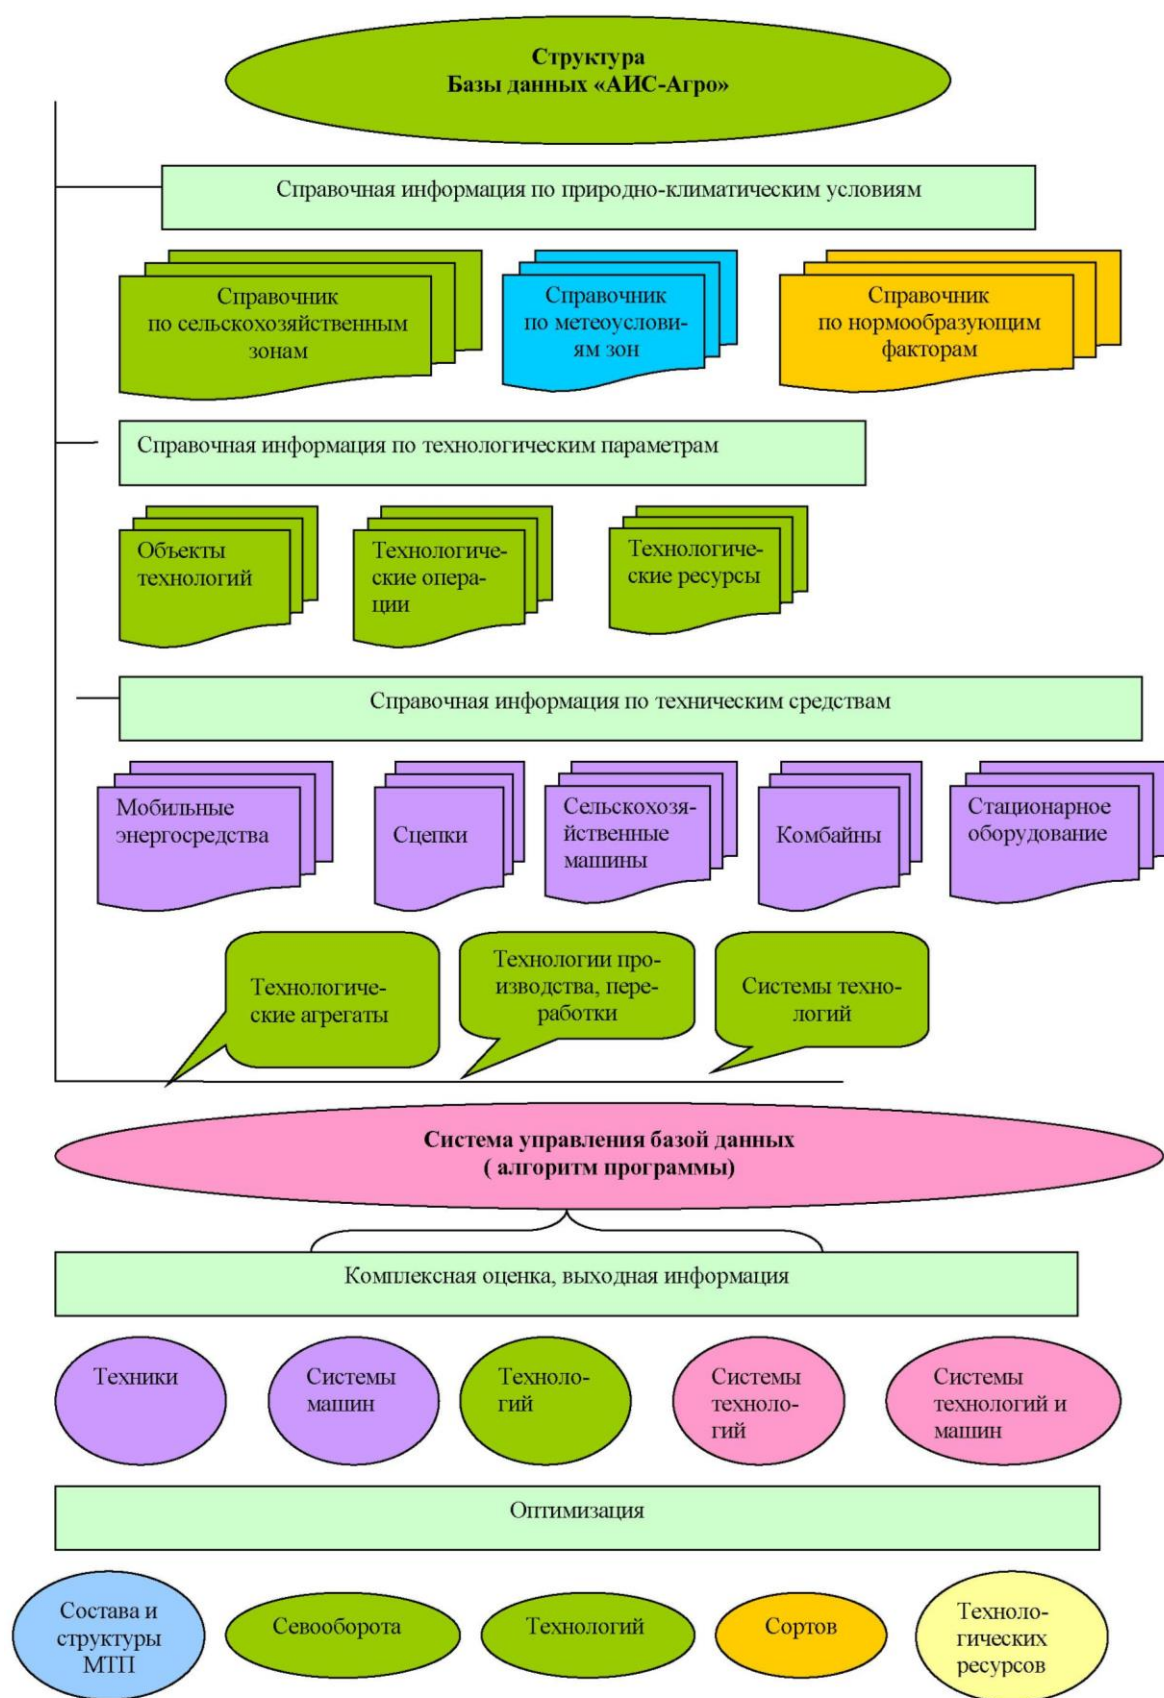 Структура
Базы данных «АИС-Агро»
Справочная информация по природно-климатическим условиям
Справочник
по сельскохозяйственным
зонам
Справочник
по метеоуслови-
ям зон
Справочник
по нормообразующим
факторам
Справочная информация по технологическим параметрам
Объекты
технологий
Технологиче-
ские опера-
ции
Технологиче-
ские ресурсы
Справочная информация по техническим средствам
Мобильные
энергосредства
Сцепки
Сельскохозя-
йственные
машины
Комбайны
Стационарное
оборудование
Технологиче-
ские агрегаты
Технологии про-
изводства, пере-
работки
Системы техно-
логий
Система управления базой данных
( алгоритм программы)
Комплексная оценка, выходная информация
Техники
Системы
машин
Техноло-
гий
Системы
техноло-
гий
Системы
технологий и
машин
Оптимизация
Состава и
структуры
МТП
Севооборота
Технологий
Сортов
Техноло-
гических
ресурсов